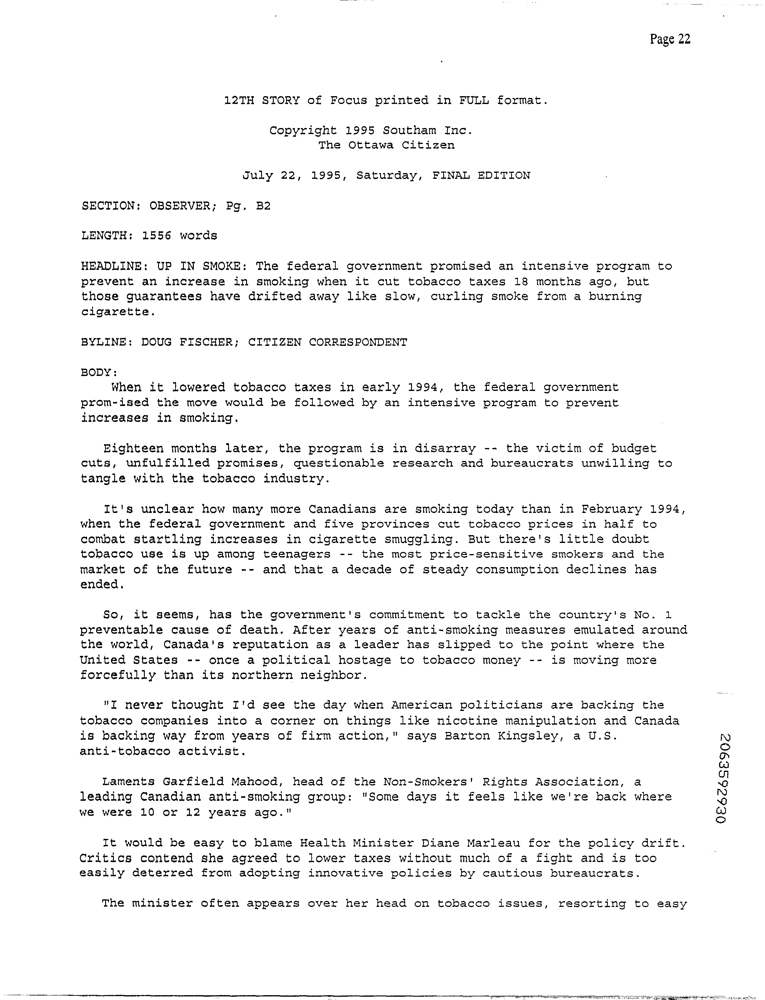 Page 22
12TH STORY of Focus printed in FULL format.
Copyright 1995 Southam Inc.
The Ottawa Citizen
July 22, 1995, Saturday, FINAL EDITION
SECTION: OBSERVER; Pg. B2
LENGTH: 1556 words
HEADLINE: UP IN SMOKE: The federal government promised an intensive program to
prevent an increase in smoking when it cut tobacco taxes 18 months ago, but
those guarantees have drifted away like slow, curling smoke from a burning
cigarette.
BYLINE: DOUG FISCHER; CITIZEN CORRESPONDENT
BODY:
When it lowered tobacco taxes in early 1994, the federal government
prom-ised the move would be followed by an intensive program to prevent
increases in smoking.
Eighteen months later, the program is in disarray -- the victim of budget
cuts, unfulfilled promises, questionable research and bureaucrats unwilling to
tangle with the tobacco industry.
It's unclear how many more Canadians are smoking today than in February 1994,
when the federal government and five provinces cut tobacco prices in half to
combat startling increases in cigarette smuggling. But there's little doubt
tobacco use is up among teenagers -- the most price-sensitive smokers and the
market of the future -- and that a decade of steady consumption declines has
ended.
So, it seems, has the government's commitment to tackle the country's No. 1
preventable cause of death. After years of anti-smoking measures emulated around
the world, Canada's reputation as a leader has slipped to the point where the
United States -- once a political hostage to tobacco money -- is moving more
forcefully than its northern neighbor.
"I never thought I'd see the day when American politicians are backing the
tobacco companies into a corner on things like nicotine manipulation and Canada
is backing way from years of firm action," says Barton Kingsley, a U.S.
anti-tobacco activist.
Laments Garfield Mahood, head of the Non-Smokers' Rights Association, a
leading Canadian anti-smoking group: "Some days it feels like we're back where
we were 10 or 12 years ago."
It would be easy to blame Health Minister Diane Marleau for the policy drift.
Critics contend she agreed to lower taxes without much of a fight and is too
easily deterred from adopting innovative policies by cautious bureaucrats.
The minister often appears over her head on tobacco issues, resorting to easy
2063592930